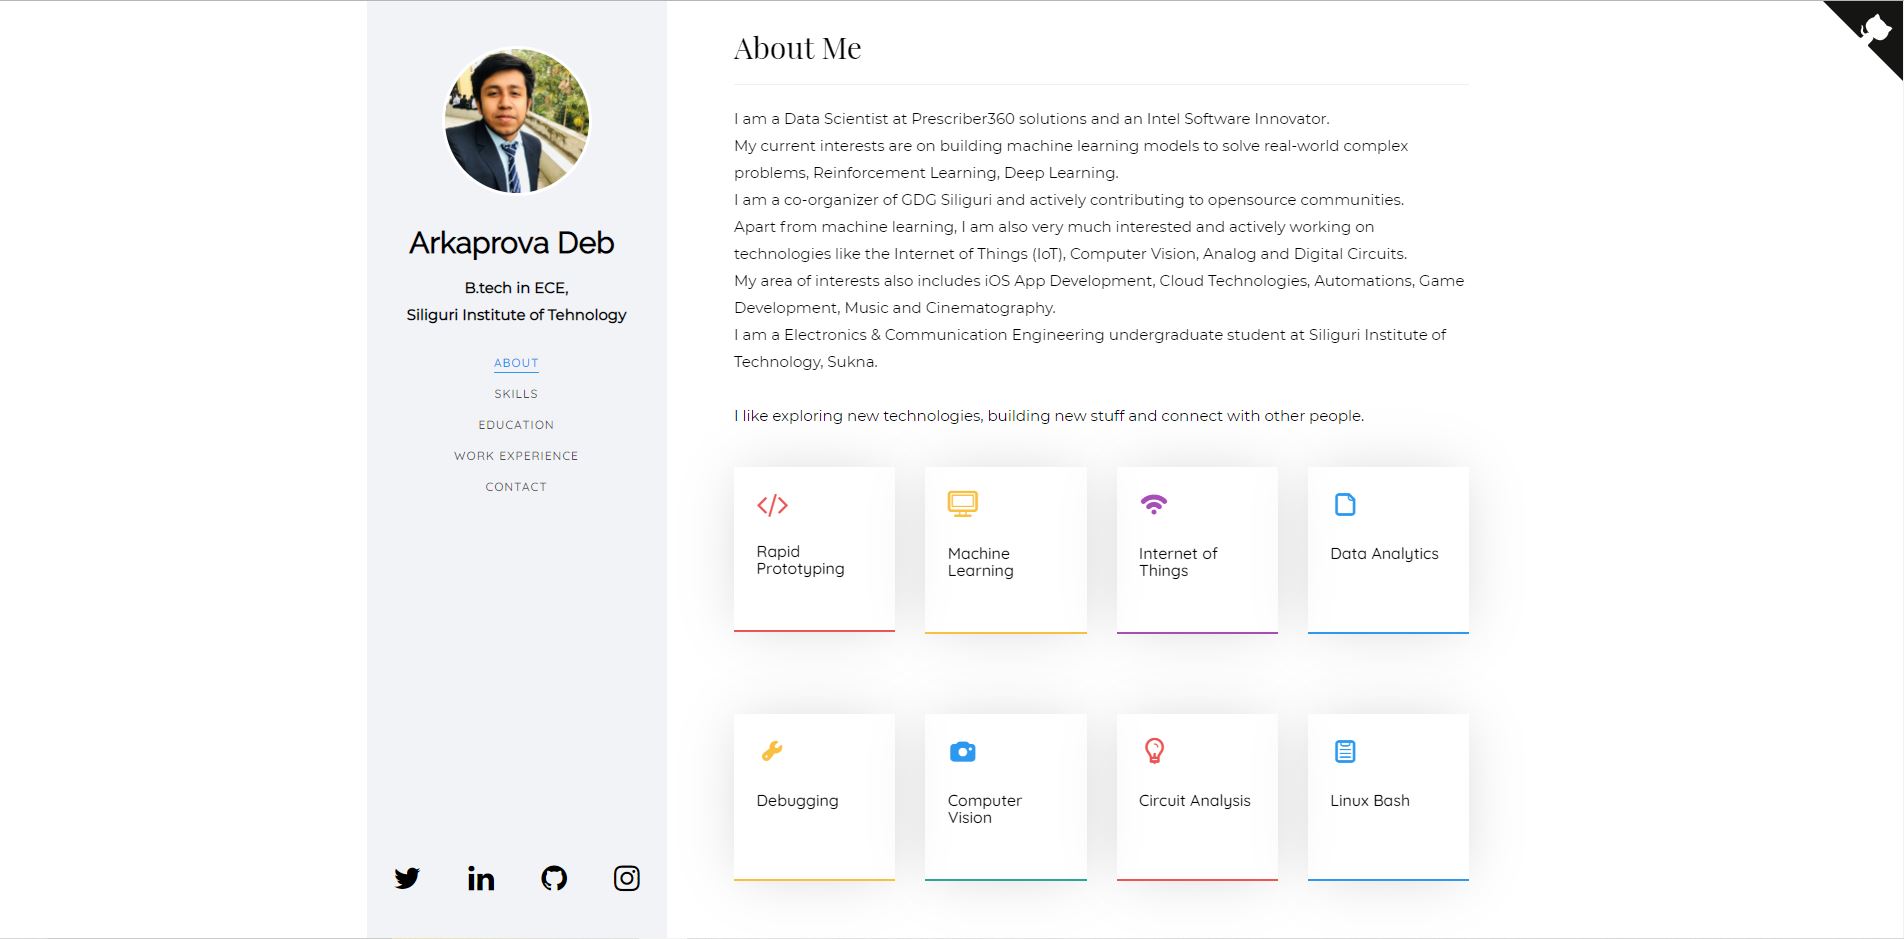 Arkaprova Deb
B.tech in ECE,
Siliguri Institute of Tehnology
ABOUT
SKILLS
EDUCATION
WORK EXPERIENCE
CONTACT
About Me
I am a Data Scientist at Prescriber360 solutions and an Intel Software Innovator.
My current interests are on building machine learning models to solve real-world complex
problems, Reinforcement Learning, Deep Learning.
I am a co-organizer of GDG Siliguri and actively contributing to opensource communities.
Apart from machine learning, I am also very much interested and actively working on
technologies like the Internet of Things (IoT), Computer Vision, Analog and Digital Circuits.
My area of interests also includes iOS App Development, Cloud Technologies, Automations, Game
Development, Music and Cinematography.
I am a Electronics & Communication Engineering undergraduate student at Siliguri Institute of
Technology, Sukna.
I like exploring new technologies, building new stuff and connect with other people.
Rapid
Prototyping
Machine
Learning
Internet of
Things
Data Analytics
Debugging
Computer
Vision
Circuit Analysis
Linux Bash